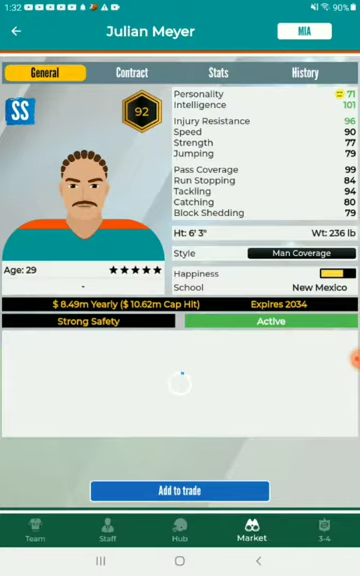 1:32
90%
Julian Meyer
MIA
General
Contract
Stats
History
SS
92
Personality 71
Intelligence 101
Injury Resistance 96
Speed 90
Strength 77
Jumping 79
Pass Coverage 99
Run Stopping 84
Tackling 94
Catching 80
Block Shedding 79
Ht: 6' 3" Wt: 236 lb
Style Man Coverage
Age: 29 ★★★★★
-
Happiness
School New Mexico
$ 8.49m Yearly ($ 10.62m Cap Hit) Expires 2034
Strong Safety Active
Add to trade
Team
Staff
Hub
Market
3-4